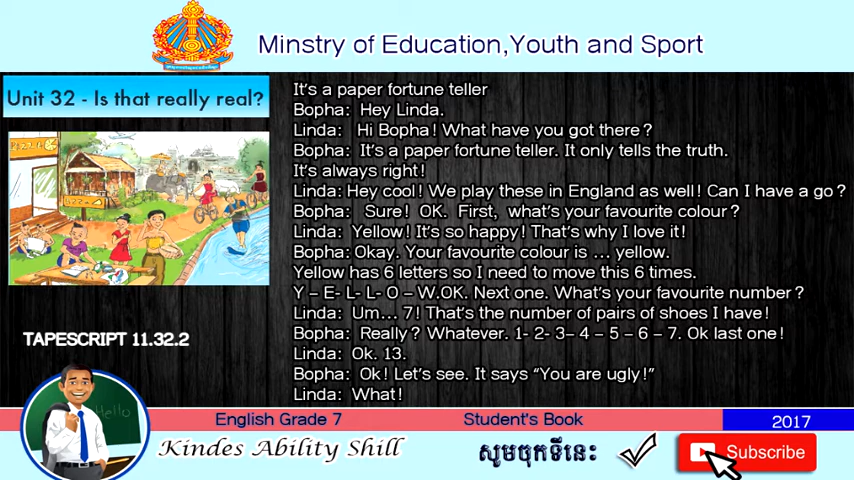 Minstry of Education,Youth and Sport
Unit 32 - Is that really real?
It's a paper fortune teller
Bopha: Hey Linda.
Linda: Hi Bopha! What have you got there?
Bopha: It's a paper fortune teller. It only tells the truth.
It's always right!
Linda: Hey cool! We play these in England as well! Can I have a go?
Bopha: Sure! OK. First, what's your favourite colour?
Linda: Yellow! It's so happy! That's why I love it!
Bopha: Okay. Your favourite colour is ... yellow.
Yellow has 6 letters so I need to move this 6 times.
Y – E- L- L- O – W.OK. Next one. What's your favourite number?
Linda: Um... 7! That's the number of pairs of shoes I have!
Bopha: Really? Whatever. 1- 2- 3– 4 – 5 – 6 – 7. Ok last one!
Linda: Ok. 13.
Bopha: Ok! Let's see. It says “You are ugly!”
Linda: What!
TAPESCRIPT 11.32.2
Hello
English Grade 7
Student's Book
2017
Kindes Ability Shill
សូមចុកទីនេះ
Subscribe